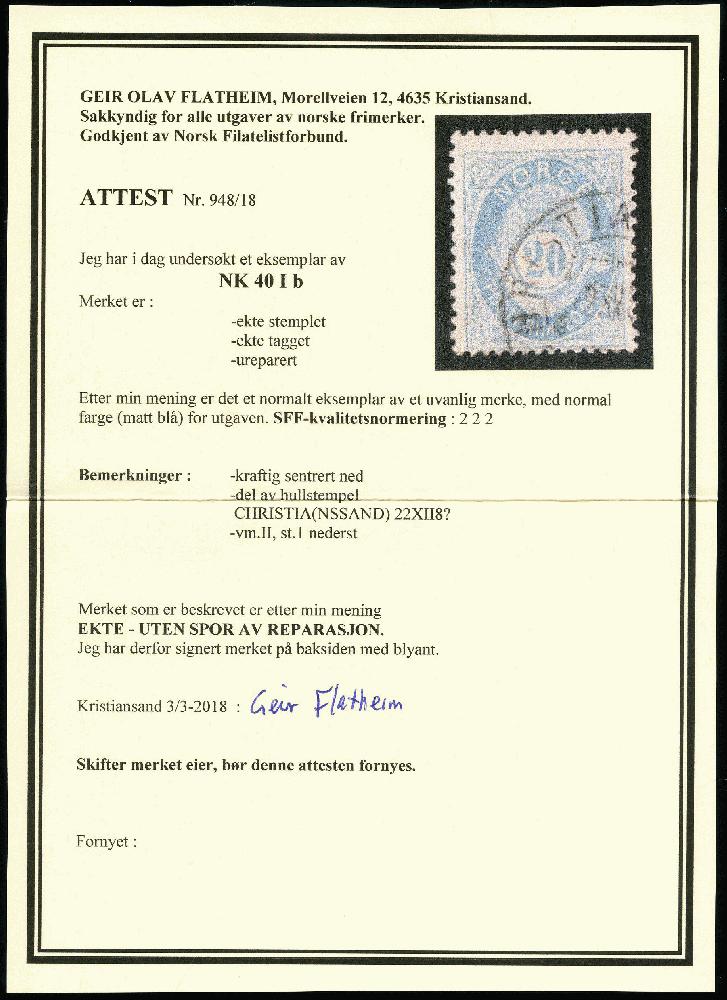 GEIR OLAV FLATHEIM, Morellveien 12, 4635 Kristiansand.
Sakkyndig for alle utgaver av norske frimerker.
Godkjent av Norsk Filatelistforbund.
ATTEST Nr. 948/18
NORGE
20
Jeg har i dag undersøkt et eksemplar av
NK 40 I b
Merket er :
-ekte stemplet
-ekte tagget
-ureparert
Etter min mening er det et normalt eksemplar av et uvanlig merke, med normal
farge (matt blå) for utgaven. SFF-kvalitetsnormering : 2 2 2
Bemerkninger : -kraftig sentrert ned
-del av hullstempel
CHRISTIA(NSSAND) 22XII8?
-vm.II, st.1 nederst
Merket som er beskrevet er etter min mening
EKTE - UTEN SPOR AV REPARASJON.
Jeg har derfor signert merket på baksiden med blyant.
Kristiansand 3/3-2018 : Geir Flatheim
Skifter merket eier, bør denne attesten fornyes.
Fornyet :